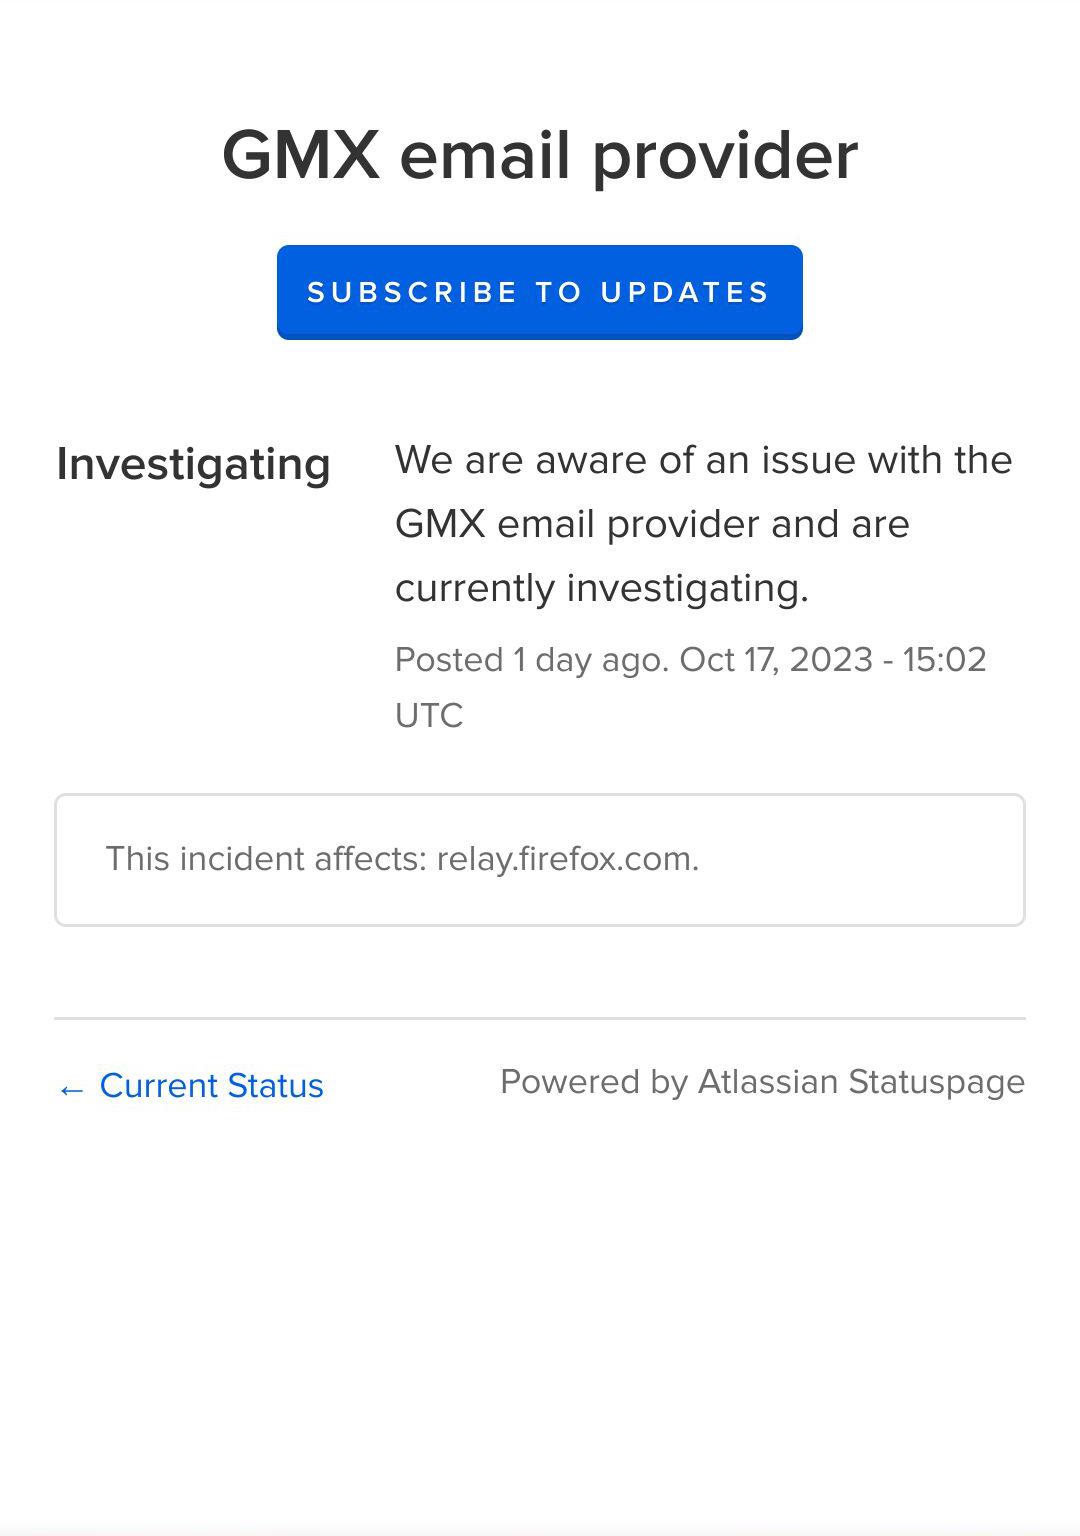 GMX email provider
SUBSCRIBE TO UPDATES
Investigating
We are aware of an issue with the
GMX email provider and are
currently investigating.
Posted 1 day ago. Oct 17, 2023 - 15:02
UTC
This incident affects: relay.firefox.com.
← Current Status
Powered by Atlassian Statuspage